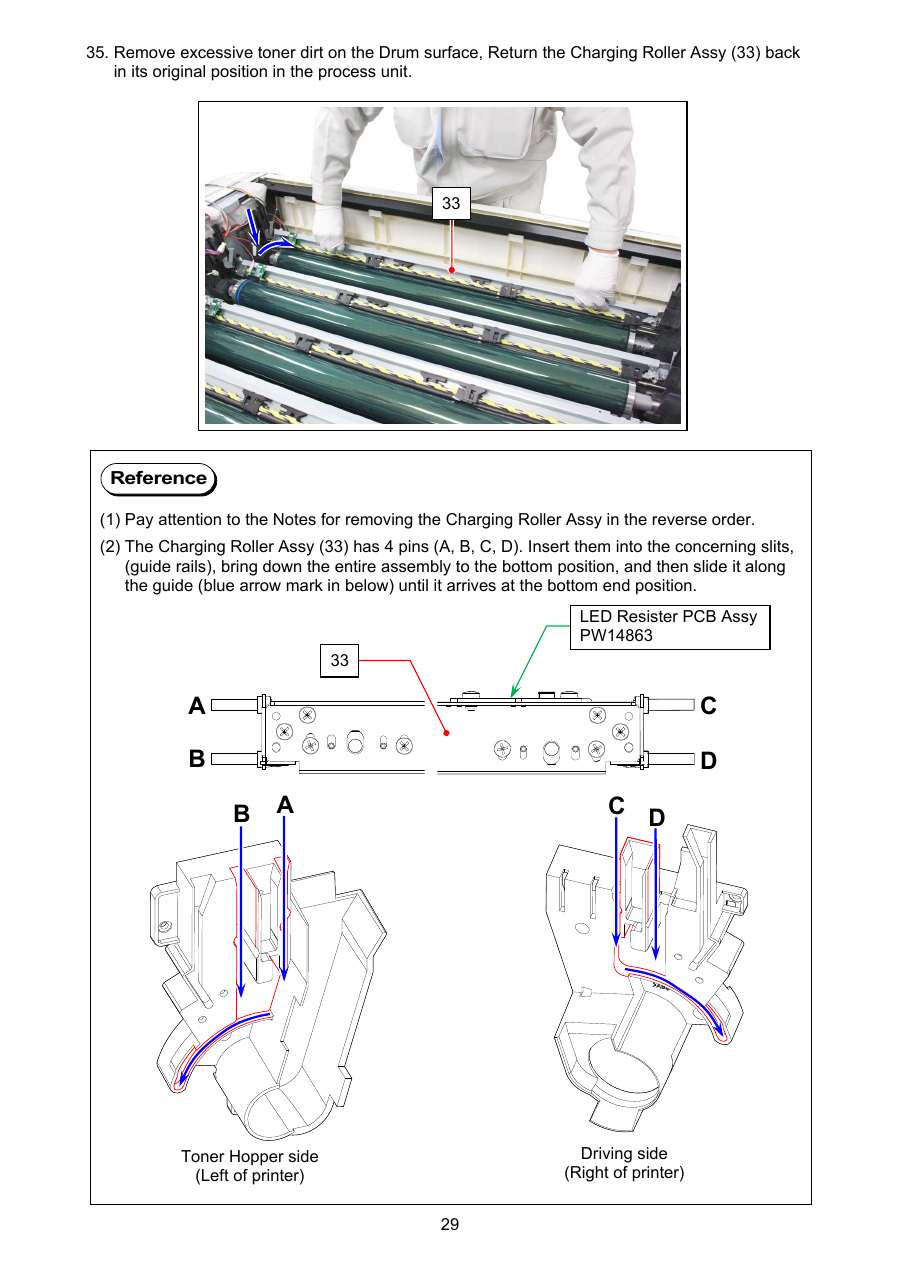 35. Remove excessive toner dirt on the Drum surface, Return the Charging Roller Assy (33) back
in its original position in the process unit.
33
Reference
(1) Pay attention to the Notes for removing the Charging Roller Assy in the reverse order.
(2) The Charging Roller Assy (33) has 4 pins (A, B, C, D). Insert them into the concerning slits,
(guide rails), bring down the entire assembly to the bottom position, and then slide it along
the guide (blue arrow mark in below) until it arrives at the bottom end position.
LED Resister PCB Assy
PW14863
33
A
C
B
D
B
A
C
D
Toner Hopper side
(Left of printer)
Driving side
(Right of printer)
29